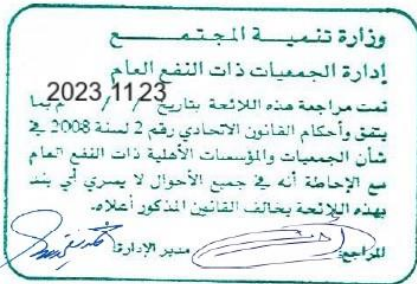 وزارة تنميـة المجتمـع
إدارة الجمعيات ذات النفع العام
تمت مراجعة هذه اللائحة بتاريخ 2023 / 11 / 23 م بما
يتفق وأحكام القانون الاتحادي رقم 2 لسنة 2008 في
شأن الجمعيات والمؤسسات الأهلية ذات النفع العام
مع الإحاطة أنه في جميع الأحوال لا يسري أي بند
بهذه اللائحة يخالف القانون المذكور أعلاه.
المراجع: مدير الإدارة: